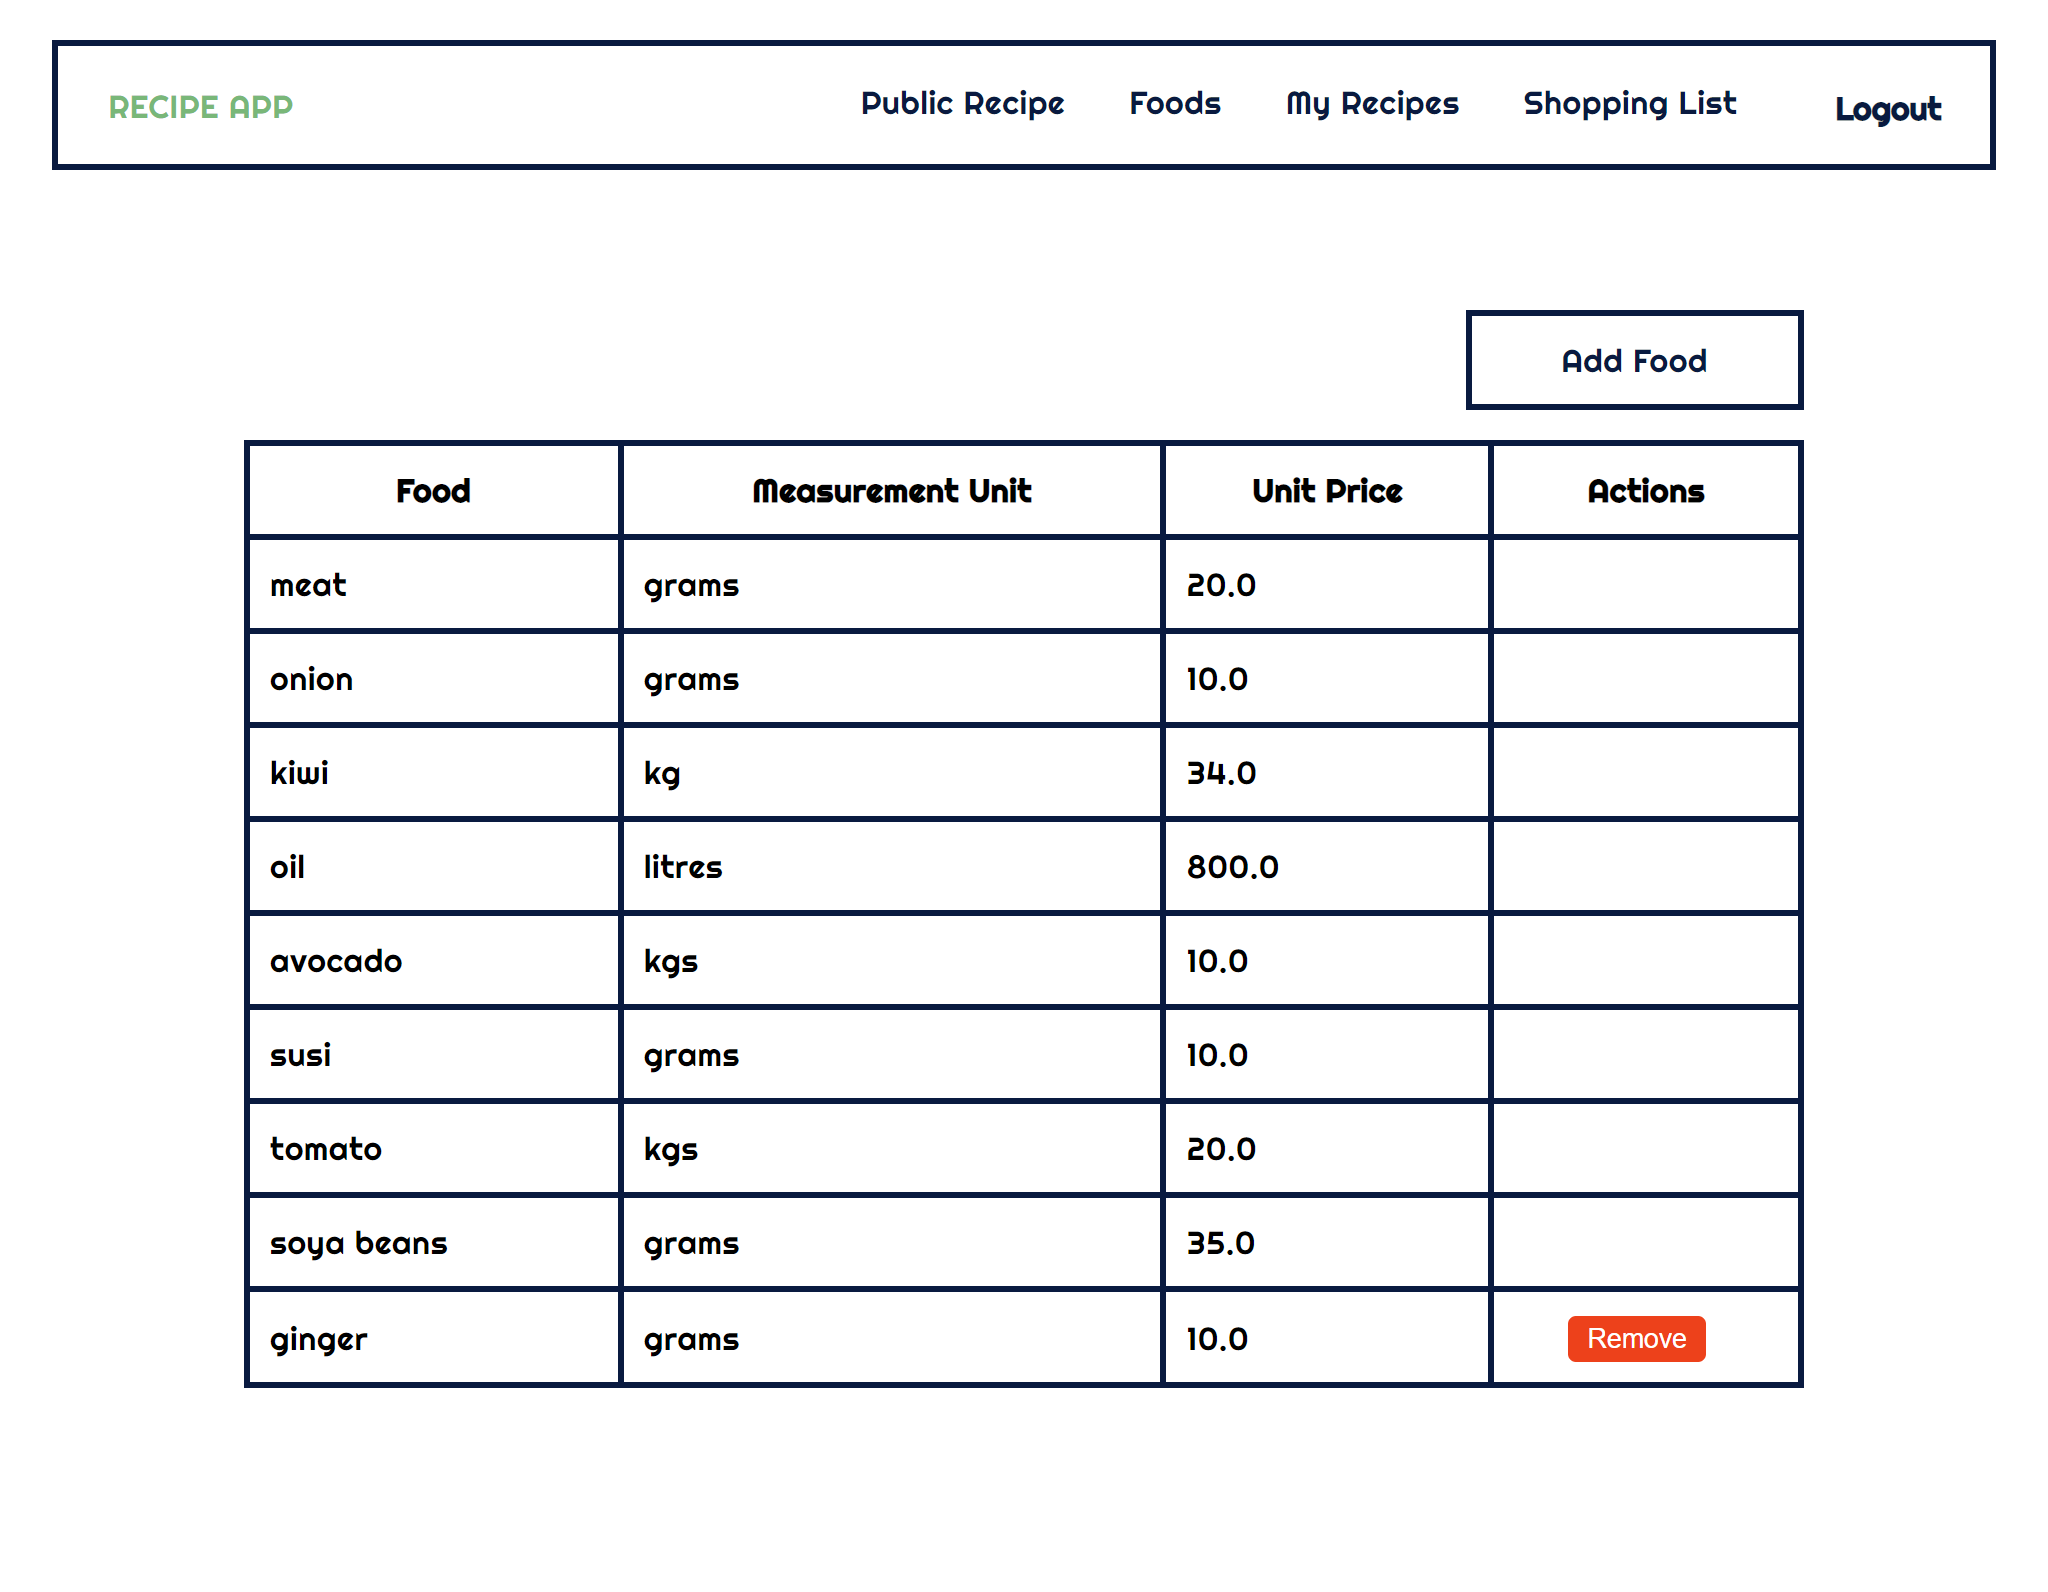 RECIPE APP Public Recipe Foods My Recipes Shopping List Logout
Add Food
Food Measurement Unit Unit Price Actions
meat grams 20.0
onion grams 10.0
kiwi kg 34.0
oil litres 800.0
avocado kgs 10.0
susi grams 10.0
tomato kgs 20.0
soya beans grams 35.0
ginger grams 10.0 Remove